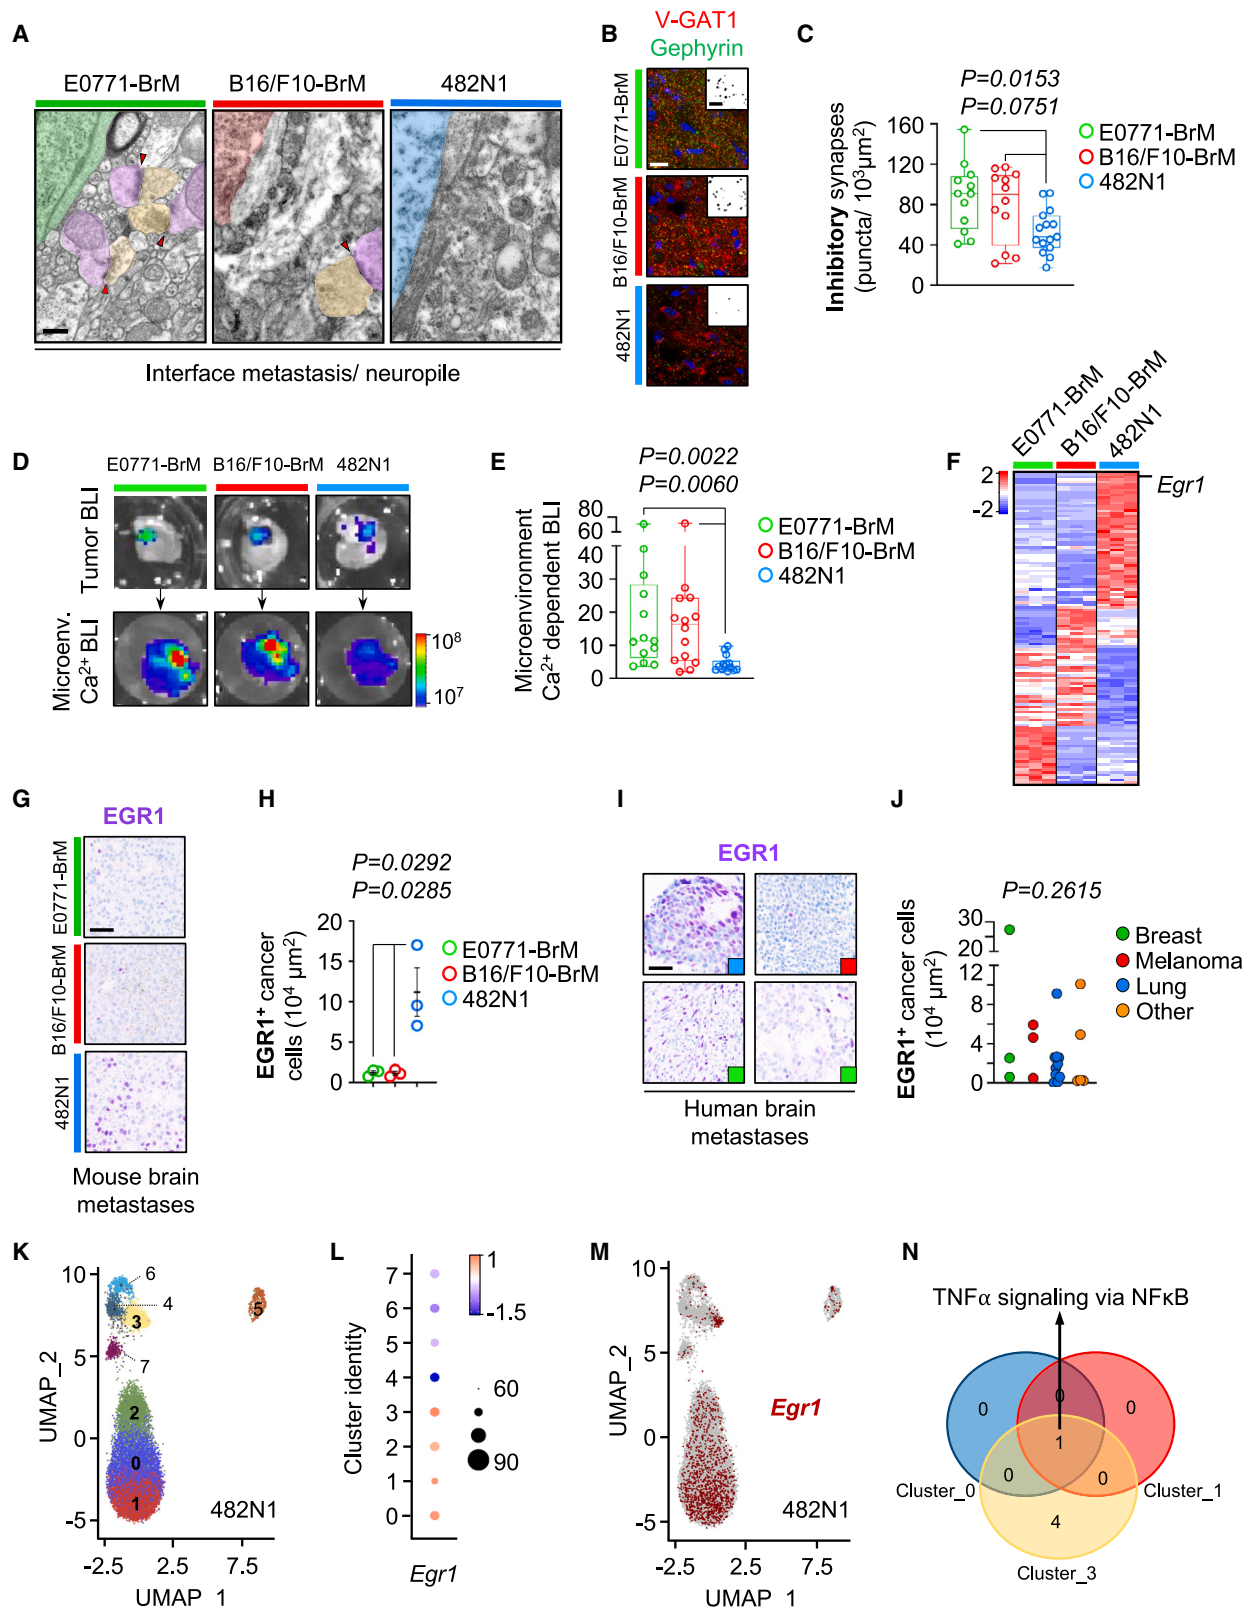 A
E0771-BrM
B16/F10-BrM
482N1
Interface metastasis/ neuropile
B
V-GAT1
Gephyrin
E0771-BrM
B16/F10-BrM
482N1
C
P=0.0153
P=0.0751
Inhibitory synapses
(puncta/ 10³µm²)
160
120
80
40
0
E0771-BrM
B16/F10-BrM
482N1
D
E0771-BrM
B16/F10-BrM
482N1
Tumor BLI
Microenv.
Ca²⁺ BLI
10⁸
10⁷
E
P=0.0022
P=0.0060
Microenvironment
Ca²⁺ dependent BLI
80
60
40
30
20
10
0
E0771-BrM
B16/F10-BrM
482N1
F
E0771-BrM
B16/F10-BrM
482N1
2
-2
Egr1
G
EGR1
E0771-BrM
B16/F10-BrM
482N1
Mouse brain
metastases
H
P=0.0292
P=0.0285
EGR1⁺ cancer
cells (10⁴ µm²)
20
15
10
5
0
E0771-BrM
B16/F10-BrM
482N1
I
EGR1
Human brain
metastases
J
P=0.2615
EGR1⁺ cancer cells
(10⁴ µm²)
30
20
12
8
4
0
Breast
Melanoma
Lung
Other
K
UMAP_2
10
5
0
-5
6
4
3
5
7
2
0
1
482N1
-2.5
2.5
7.5
UMAP_1
L
Cluster identity
7
6
5
4
3
2
1
0
1
-1.5
60
90
Egr1
M
UMAP_2
10
5
0
-5
Egr1
482N1
-2.5
2.5
7.5
UMAP_1
N
TNFα signaling via NFκB
0
0
0
1
0
0
Cluster_0
Cluster_1
4
Cluster_3